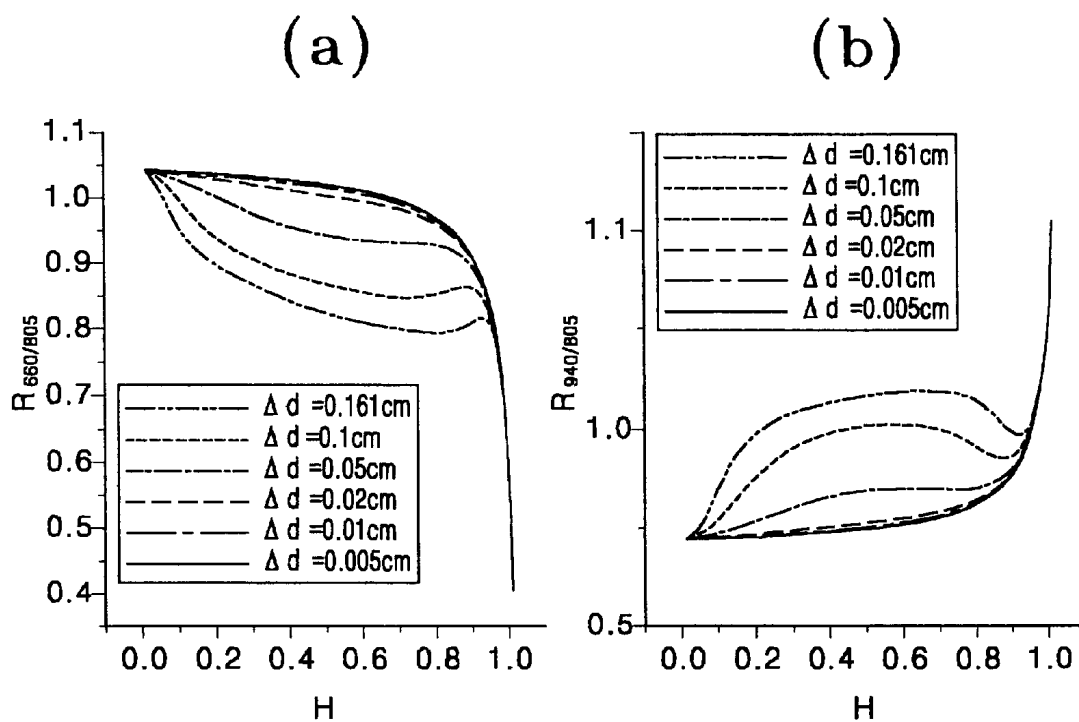 (a)
1.1
1.0
0.9
0.8
0.7
0.6
0.5
0.4
R660/805
Δ d =0.161cm
Δ d =0.1cm
Δ d =0.05cm
Δ d =0.02cm
Δ d =0.01cm
Δ d =0.005cm
0.0 0.2 0.4 0.6 0.8 1.0
H
(b)
Δ d =0.161cm
Δ d =0.1cm
Δ d =0.05cm
Δ d =0.02cm
Δ d =0.01cm
Δ d =0.005cm
1.1
1.0
0.5
R940/805
0.0 0.2 0.4 0.6 0.8 1.0
H